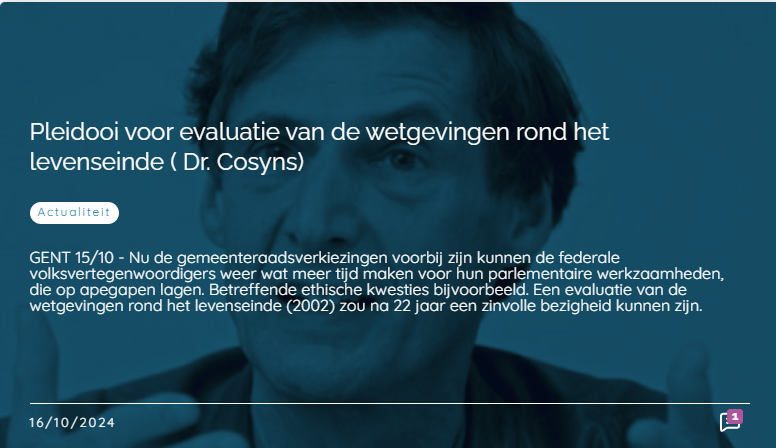 Pleidooi voor evaluatie van de wetgevingen rond het
levenseinde ( Dr. Cosyns)
Actualiteit
GENT 15/10 - Nu de gemeenteraadsverkiezingen voorbij zijn kunnen de federale
volksvertegenwoordigers weer wat meer tijd maken voor hun parlementaire werkzaamheden,
die op apegapen lagen. Betreffende ethische kwesties bijvoorbeeld. Een evaluatie van de
wetgevingen rond het levenseinde (2002) zou na 22 jaar een zinvolle bezigheid kunnen zijn.
16/10/2024
1